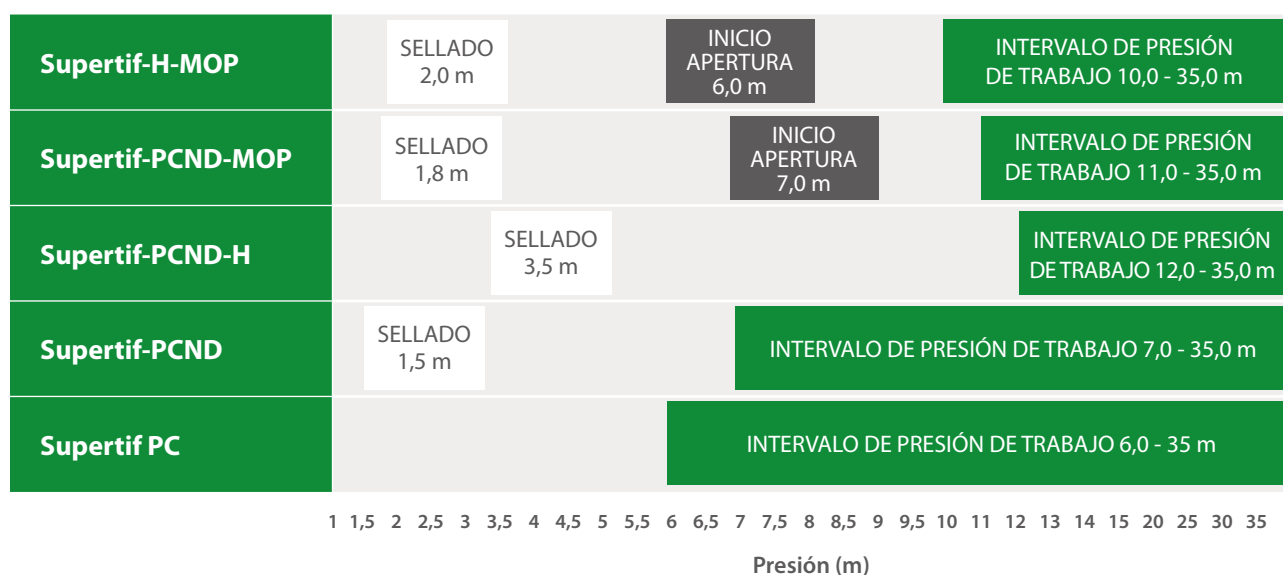 Supertif-H-MOP
SELLADO
2,0 m
INICIO
APERTURA
6,0 m
INTERVALO DE PRESIÓN
DE TRABAJO 10,0 - 35,0 m
Supertif-PCND-MOP
SELLADO
1,8 m
INICIO
APERTURA
7,0 m
INTERVALO DE PRESIÓN
DE TRABAJO 11,0 - 35,0 m
Supertif-PCND-H
SELLADO
3,5 m
INTERVALO DE PRESIÓN
DE TRABAJO 12,0 - 35,0 m
Supertif-PCND
SELLADO
1,5 m
INTERVALO DE PRESIÓN DE TRABAJO 7,0 - 35,0 m
Supertif PC
INTERVALO DE PRESIÓN DE TRABAJO 6,0 - 35 m
1 1,5 2 2,5 3 3,5 4 4,5 5 5,5 6 6,5 7 7,5 8 8,5 9 9,5 10 11 12 13 14 15 20 25 30 35
Presión (m)